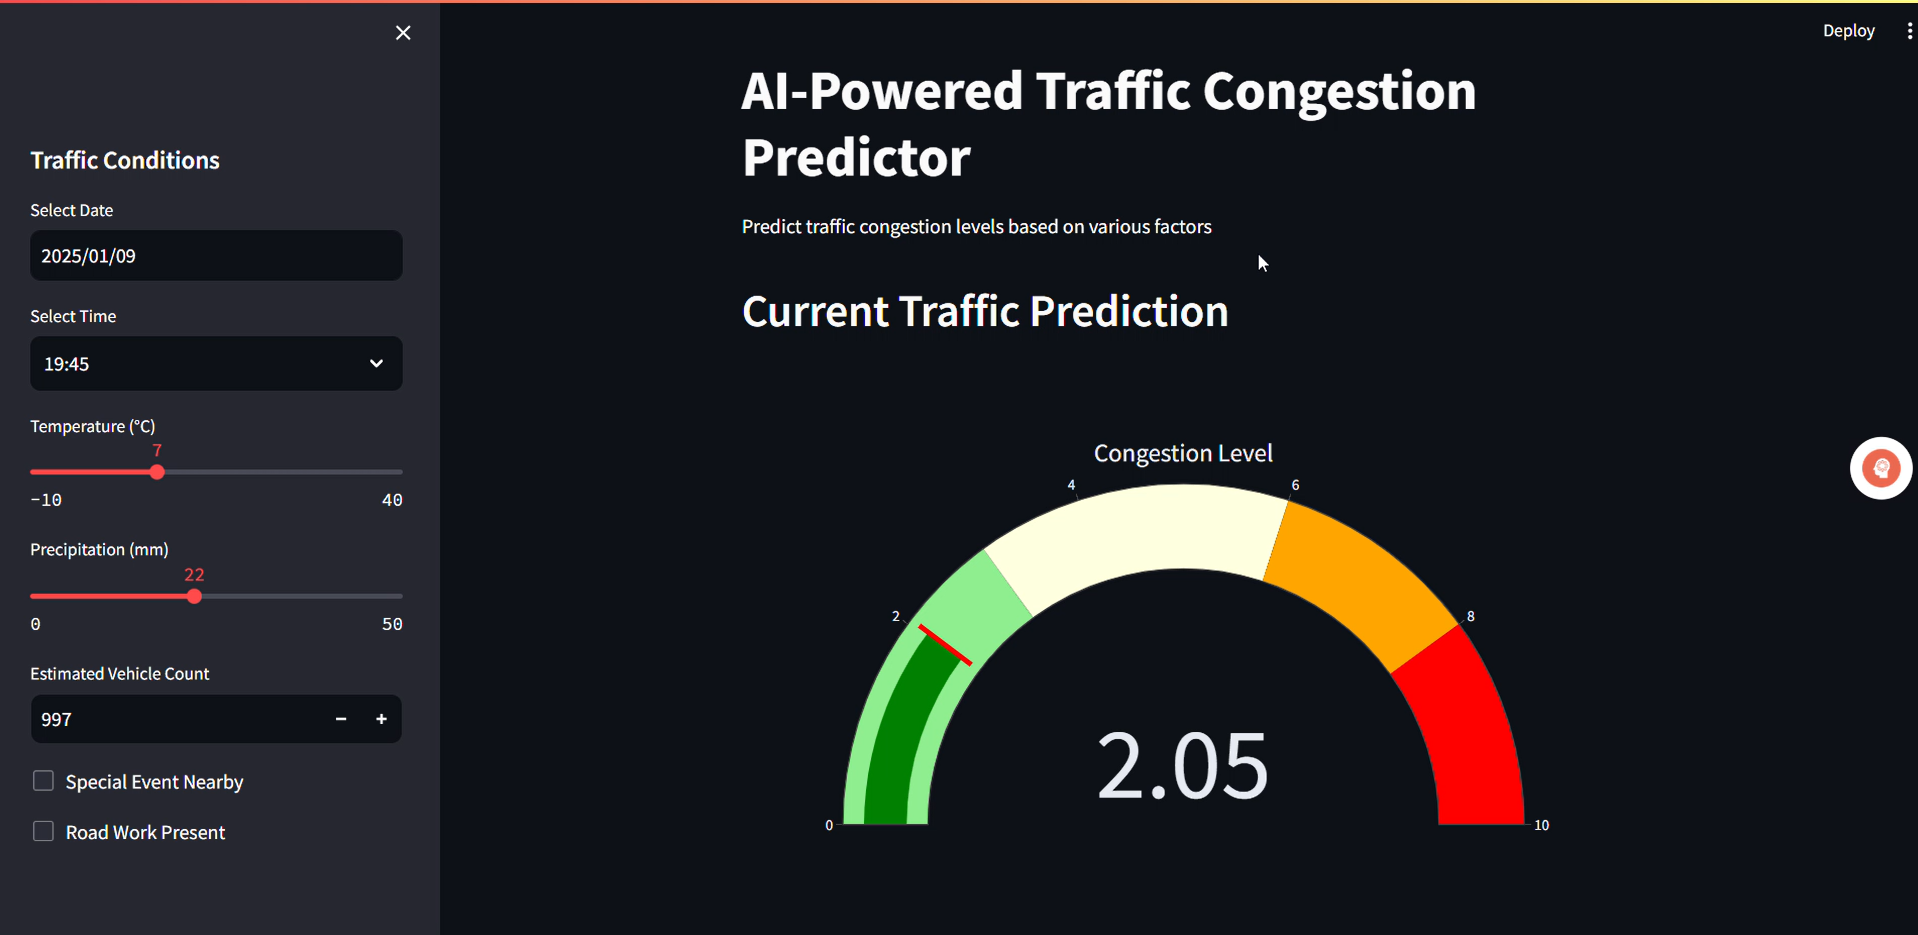 Deploy
Traffic Conditions
Select Date
2025/01/09
Select Time
19:45
Temperature (°C)
7
-10 40
Precipitation (mm)
22
0 50
Estimated Vehicle Count
997 − +
Special Event Nearby
Road Work Present
AI-Powered Traffic Congestion
Predictor
Predict traffic congestion levels based on various factors
Current Traffic Prediction
Congestion Level
4 6
2 8
2.05
0 10